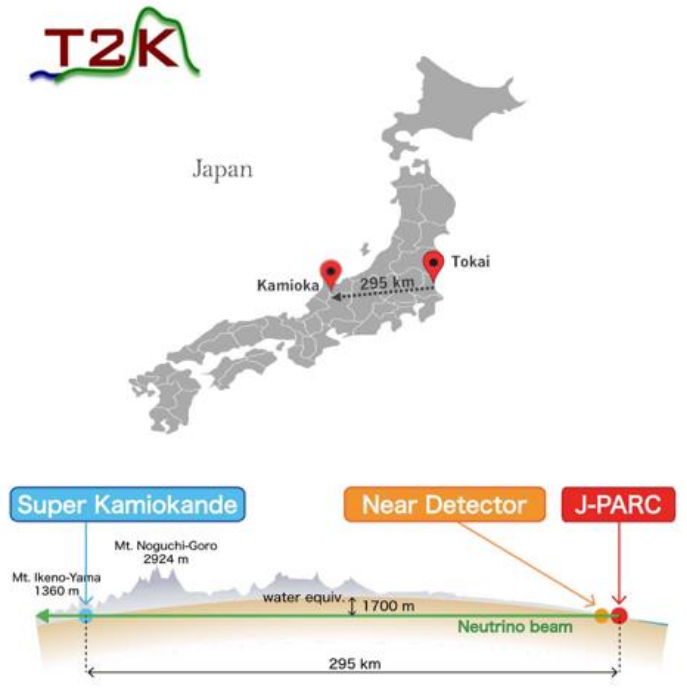 T2K
Japan
Tokai
Kamioka
295 km
Super Kamiokande
Near Detector
J-PARC
Mt. Noguchi-Goro
2924 m
Mt. Ikeno-Yama
1360 m
water equiv.
1700 m
Neutrino beam
295 km